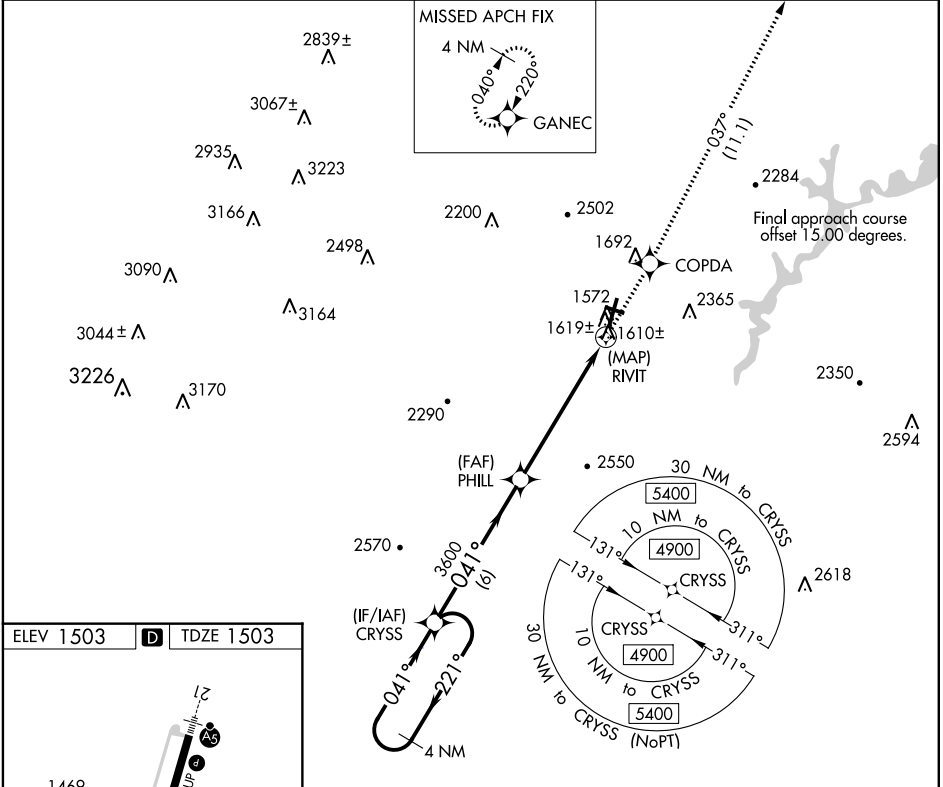 MISSED APCH FIX
4 NM
040°
220°
GANEC
2839±
3067±
2935
3223
3166
2200
2502
2498
3090
3164
3044±
3226
3170
2290
037°
(11.1)
2284
Final approach course
offset 15.00 degrees.
1692
COPDA
1572
2365
1619±
1610±
(MAP)
RIVIT
2350
2594
(FAF)
PHILL
2550
2570
3600
041°
(6)
(IF/IAF)
CRYSS
041°
221°
4 NM
30 NM to CRYSS
5400
10 NM to CRYSS
4900
131°
CRYSS
311°
2618
131°
CRYSS
311°
4900
10 NM to CRYSS
5400
30 NM to CRYSS (NoPT)
ELEV 1503
D
TDZE 1503
21
A5
P
UP
1469